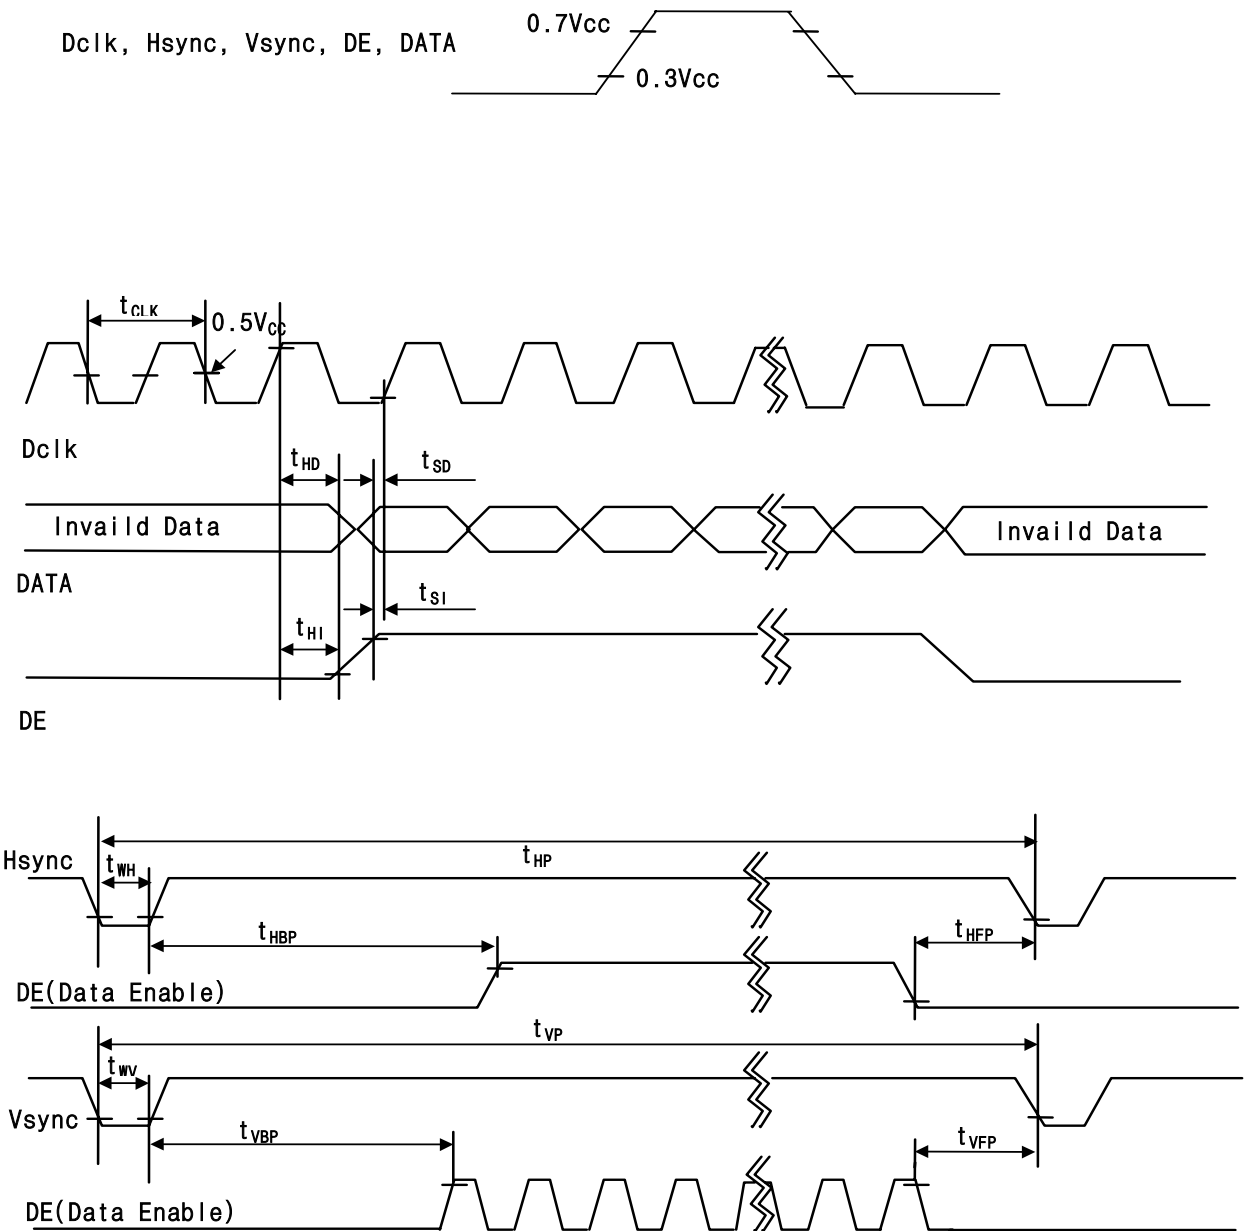 Dclk, Hsync, Vsync, DE, DATA
0.7Vcc
0.3Vcc
tCLK
0.5VCC
Dclk
tHD
tSD
Invaild Data
Invaild Data
DATA
tSI
tHI
DE
Hsync
tWH
tHP
tHBP
tHFP
DE(Data Enable)
tVP
tWV
Vsync
tVBP
tVFP
DE(Data Enable)